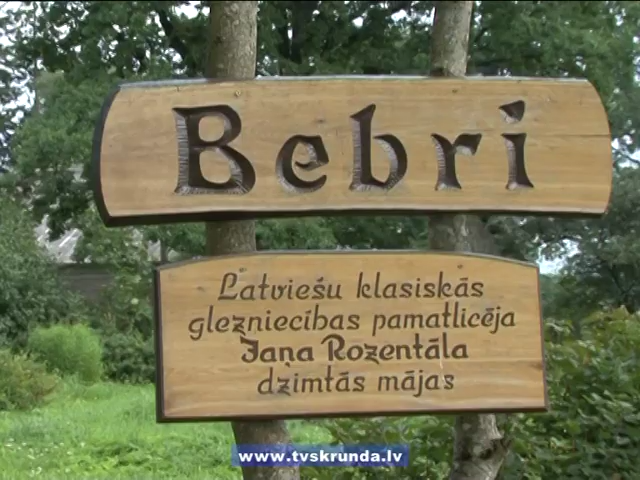 Bebri
Latviešu klasiskās
glezniecības pamatlicēja
Jaņa Rozentāla
dzimtās mājas
www.tvskrunda.lv